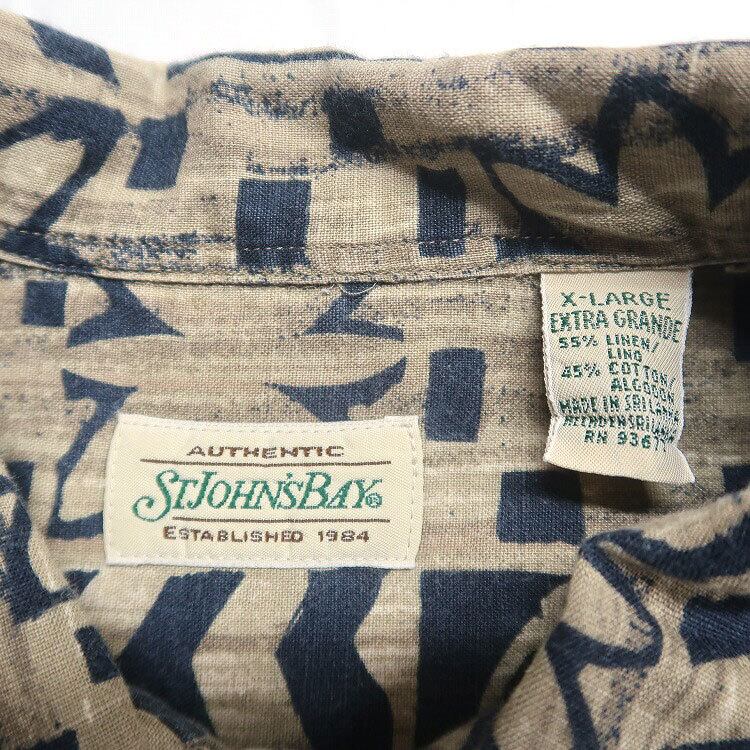 AUTHENTIC
ST JOHN'S BAY®
ESTABLISHED 1984
X-LARGE
EXTRA GRANDE
55% LINEN/
LINO
45% COTTON/
ALGODON
MADE IN SRI LANKA
RN